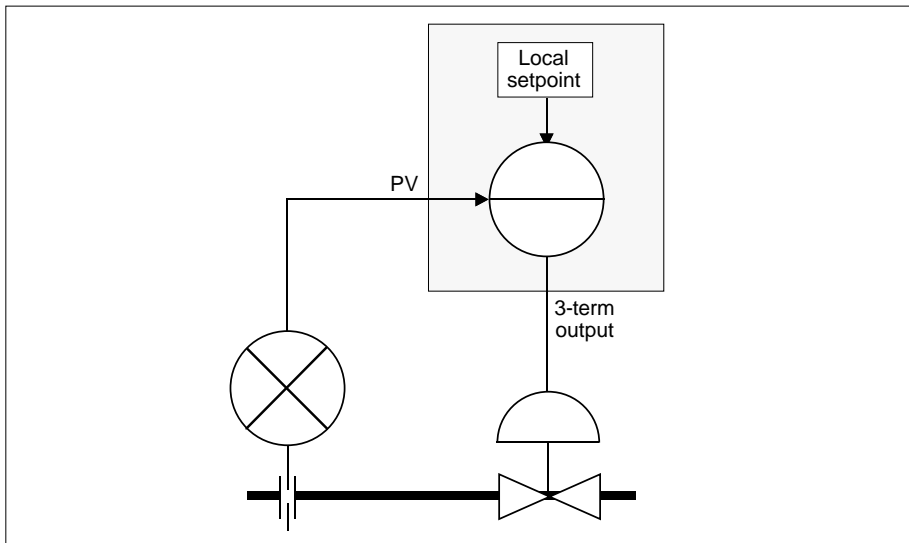 Local
setpoint
PV
3-term
output